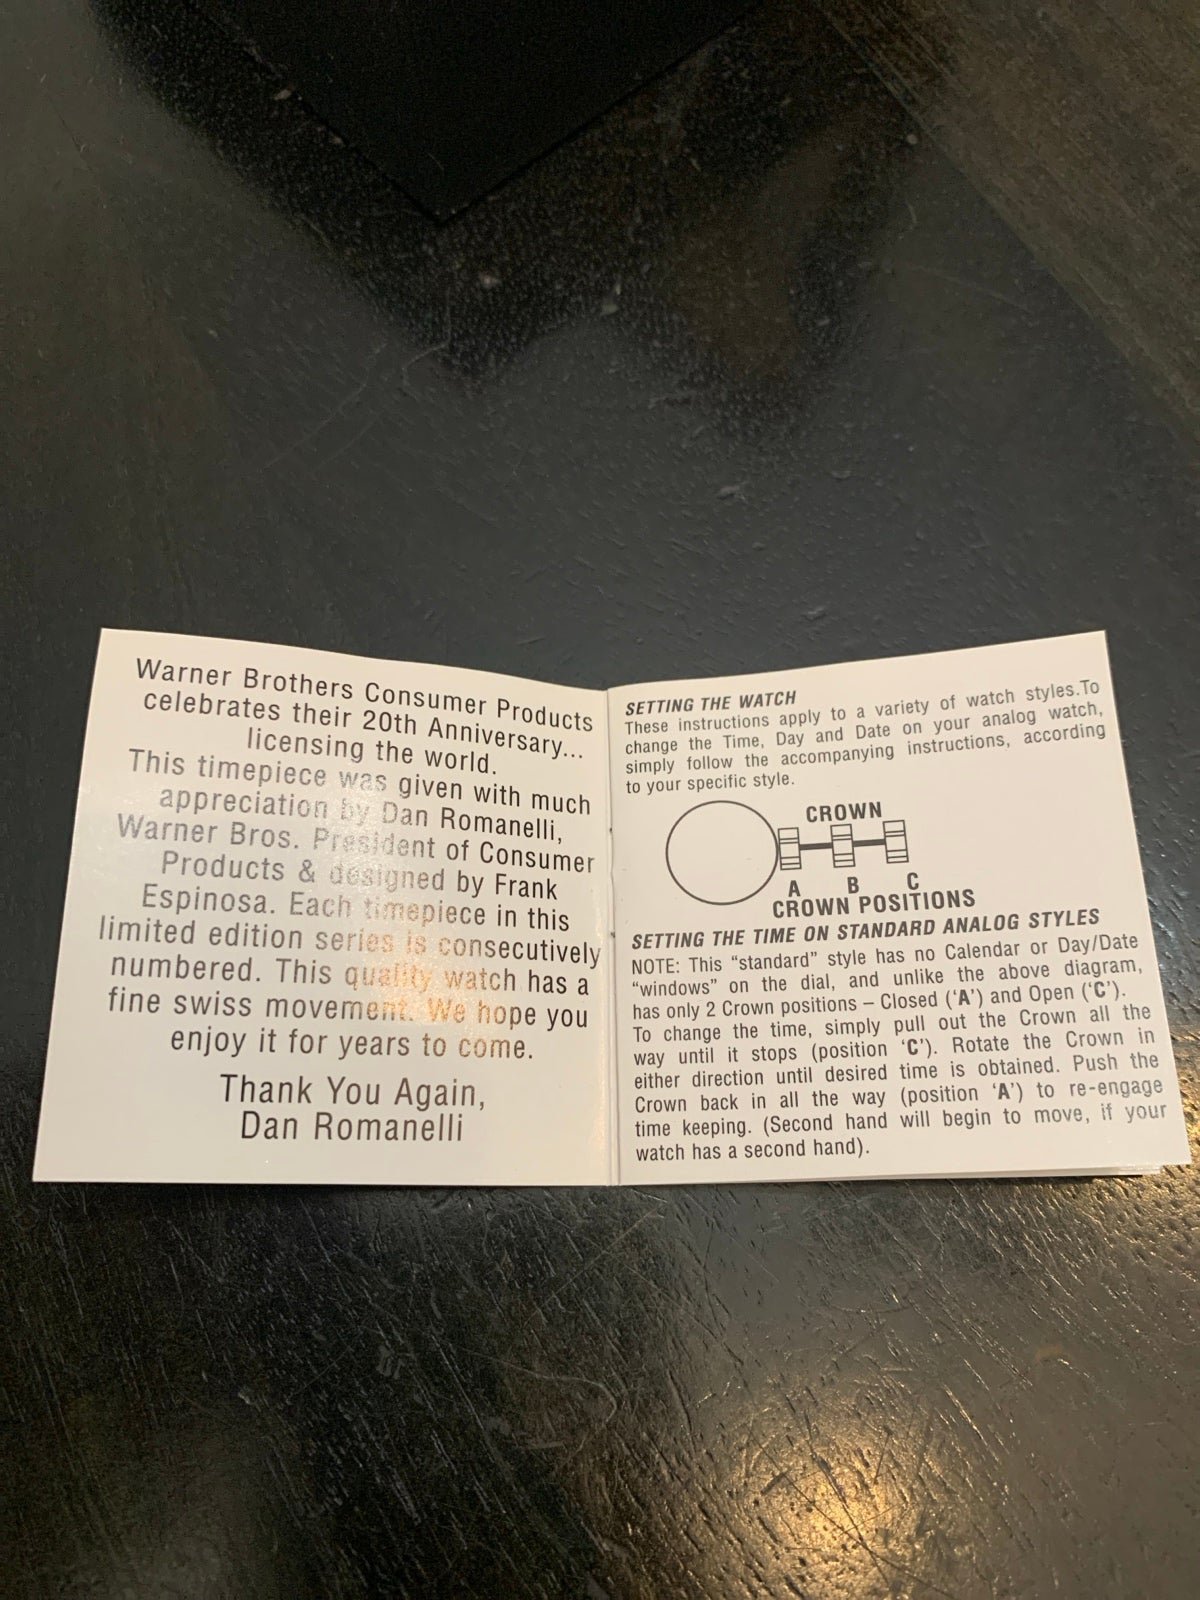 Warner Brothers Consumer Products
celebrates their 20th Anniversary...
licensing the world.
This timepiece was given with much
appreciation by Dan Romanelli,
Warner Bros. President of Consumer
Products & designed by Frank
Espinosa. Each timepiece in this
limited edition series is consecutively
numbered. This quality watch has a
fine swiss movement. We hope you
enjoy it for years to come.
Thank You Again,
Dan Romanelli
SETTING THE WATCH
These instructions apply to a variety of watch styles.To
change the Time, Day and Date on your analog watch,
simply follow the accompanying instructions, according
to your specific style.
CROWN
A B C
CROWN POSITIONS
SETTING THE TIME ON STANDARD ANALOG STYLES
NOTE: This “standard” style has no Calendar or Day/Date
“windows” on the dial, and unlike the above diagram,
has only 2 Crown positions – Closed (‘A’) and Open (‘C’).
To change the time, simply pull out the Crown all the
way until it stops (position ‘C’). Rotate the Crown in
either direction until desired time is obtained. Push the
Crown back in all the way (position ‘A’) to re-engage
time keeping. (Second hand will begin to move, if your
watch has a second hand).